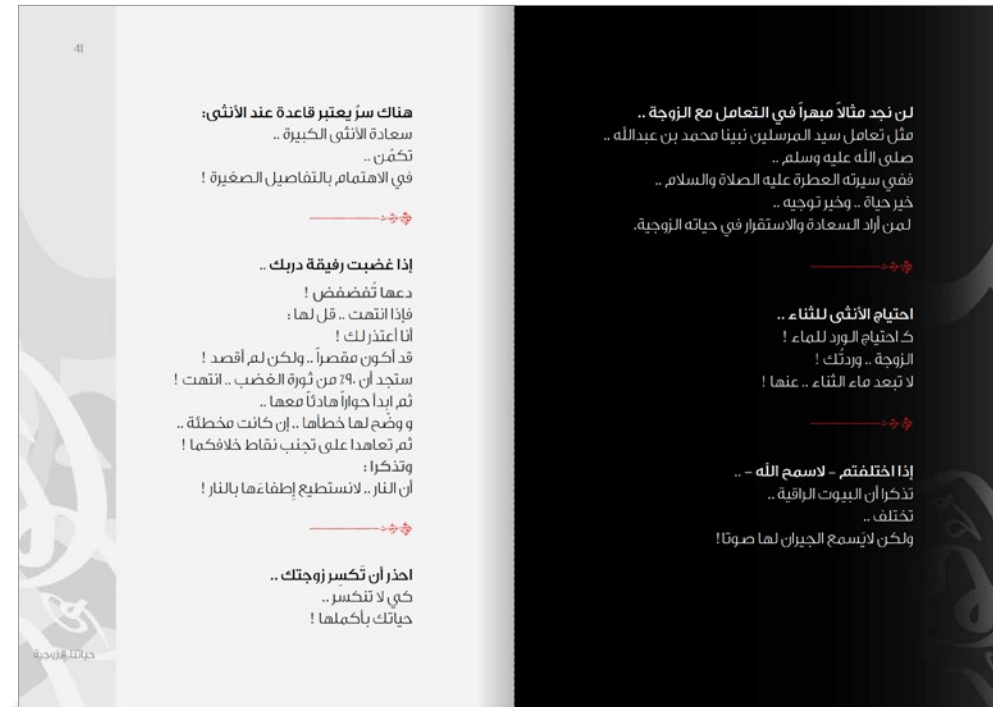 لن نجد مثالاً مبهراً في التعامل مع الزوجة ..
مثل تعامل سيد المرسلين نبينا محمد بن عبدالله ..
صلى الله عليه وسلم ..
ففي سيرته العطرة عليه الصلاة والسلام ..
خير حياة .. وخير توجيه ..
لمن أراد السعادة والاستقرار في حياته الزوجية.
احتياج الأنثى للثناء ..
كـ احتياج الورد للماء !
الزوجة .. وردتُك !
لا تبعد ماء الثناء .. عنها !
إذا اختلفتم - لاسمح الله - ..
تذكرا أن البيوت الراقية ..
تختلف ..
ولكن لايَسمع الجيران لها صوتا!
41
هناك سرٌ يعتبر قاعدة عند الأنثى:
سعادة الأنثى الكبيرة ..
تكمُن ..
في الاهتمام بالتفاصيل الصغيرة !
إذا غضبت رفيقة دربك ..
دعها تُفضفض !
فإذا انتهت .. قل لها :
أنا أعتذر لك !
قد أكون مقصراً .. ولكن لم أقصد !
ستجد أن ٩٠٪ من ثورة الغضب .. انتهت !
ثم ابدأ حواراً هادئاً معها ..
و وضّح لها خطأها .. إن كانت مخطئة ..
ثم تعاهدا على تجنب نقاط خلافكما !
وتذكرا :
أن النار .. لانستطيع إطفاءَها بالنار !
احذر أن تَكسِر زوجتك ..
كي لا تنكسر ..
حياتك بأكملها !
حياتنا الزوجية